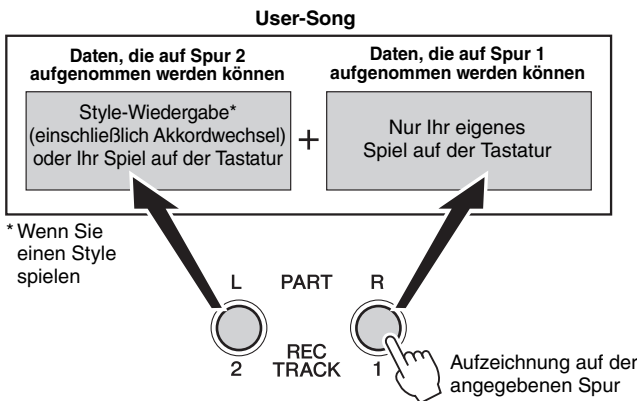 User-Song
Daten, die auf Spur 2
aufgenommen werden können
Daten, die auf Spur 1
aufgenommen werden können
Style-Wiedergabe*
(einschließlich Akkordwechsel)
oder Ihr Spiel auf der Tastatur
+
Nur Ihr eigenes
Spiel auf der Tastatur
* Wenn Sie
einen Style
spielen
L PART R
2 REC TRACK 1
Aufzeichnung auf der
angegebenen Spur